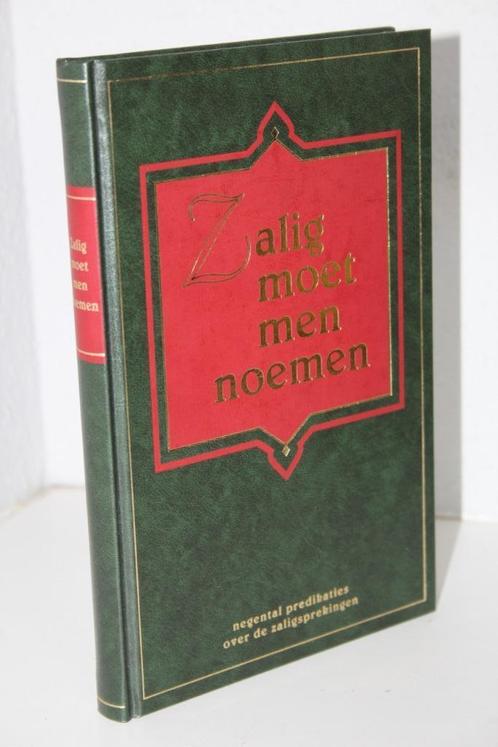 Zalig
moet
men
noemen
Zalig
moet
men
noemen
negental predikaties
over de zaligsprekingen